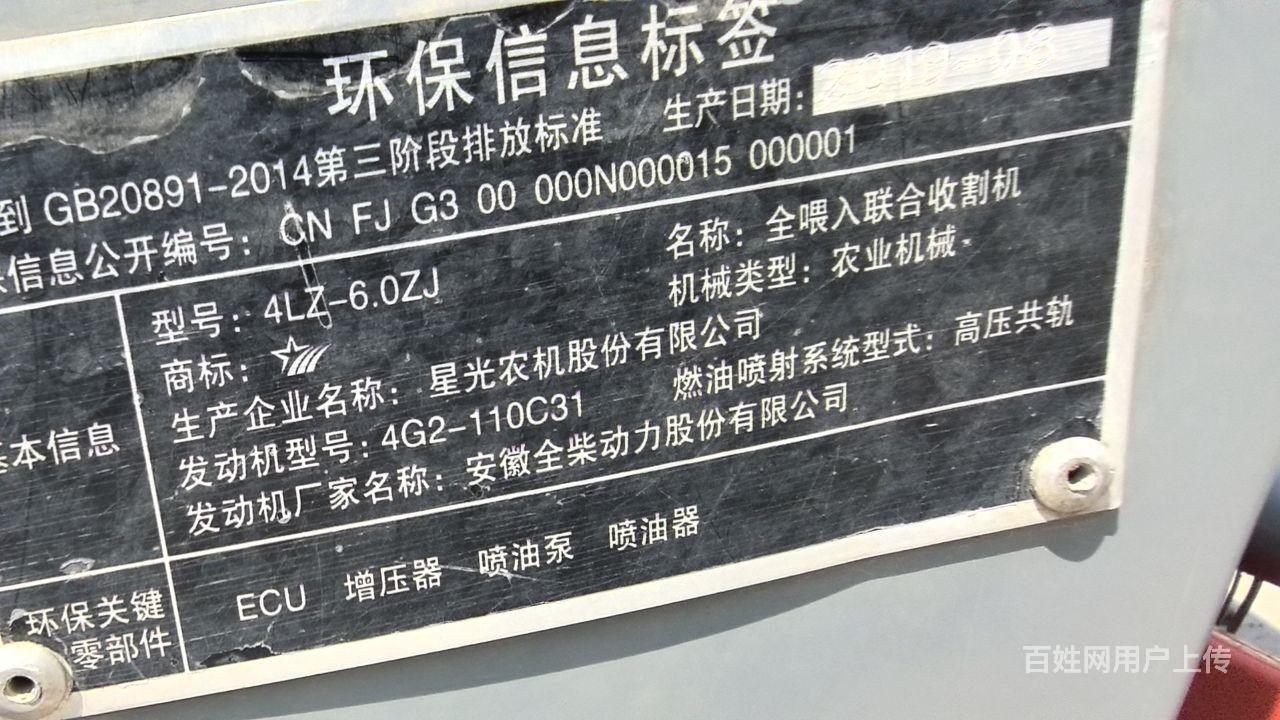 环保信息标签
生产日期: 2019-03
到 GB20891-2014第三阶段排放标准
信息公开编号: CN FJ G3 00 000N000015 000001
型号: 4LZ-6.0ZJ
名称: 全喂入联合收割机
商标:
机械类型: 农业机械
生产企业名称: 星光农机股份有限公司
发动机型号: 4G2-110C31
燃油喷射系统型式: 高压共轨
发动机厂家名称: 安徽全柴动力股份有限公司
基本信息
环保关键
零部件
ECU 增压器 喷油泵 喷油器
百姓网用户上传